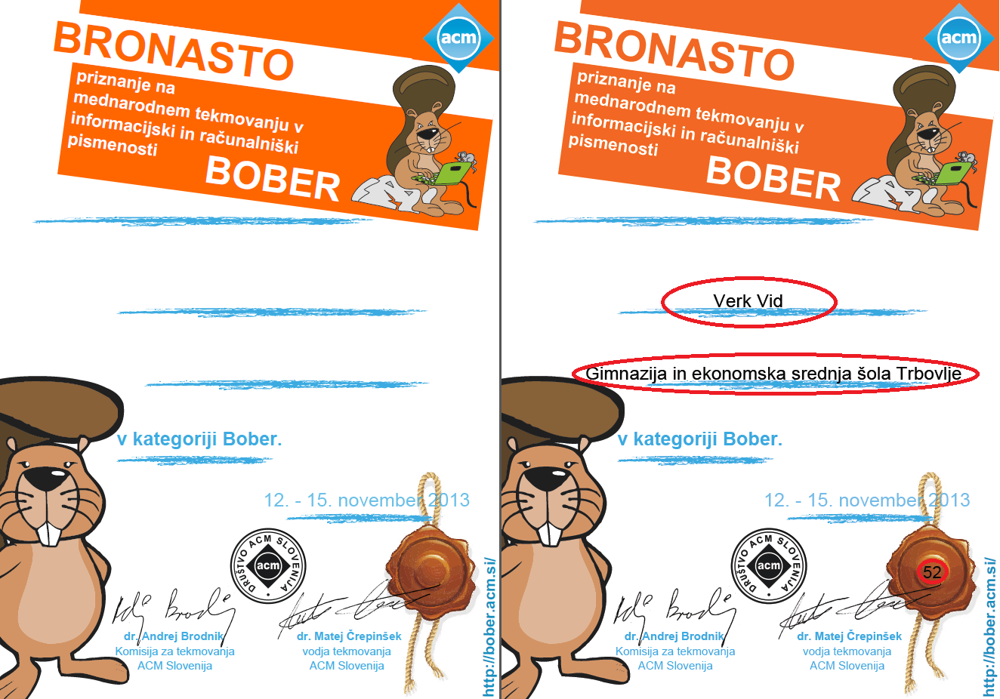 BRONASTO
acm
priznanje na
mednarodnem tekmovanju v
informacijski in računalniški
pismenosti
BOBER
v kategoriji Bober.
12. - 15. november 2013
DRUŠTVO ACM SLOVENIJA
acm
dr. Andrej Brodnik
Komisija za tekmovanja
ACM Slovenija
dr. Matej Črepinšek
vodja tekmovanja
ACM Slovenija
http://bober.acm.si/
BRONASTO
acm
priznanje na
mednarodnem tekmovanju v
informacijski in računalniški
pismenosti
BOBER
Verk Vid
Gimnazija in ekonomska srednja šola Trbovlje
v kategoriji Bober.
12. - 15. november 2013
DRUŠTVO ACM SLOVENIJA
acm
52
dr. Andrej Brodnik
Komisija za tekmovanja
ACM Slovenija
dr. Matej Črepinšek
vodja tekmovanja
ACM Slovenija
http://bober.acm.si/